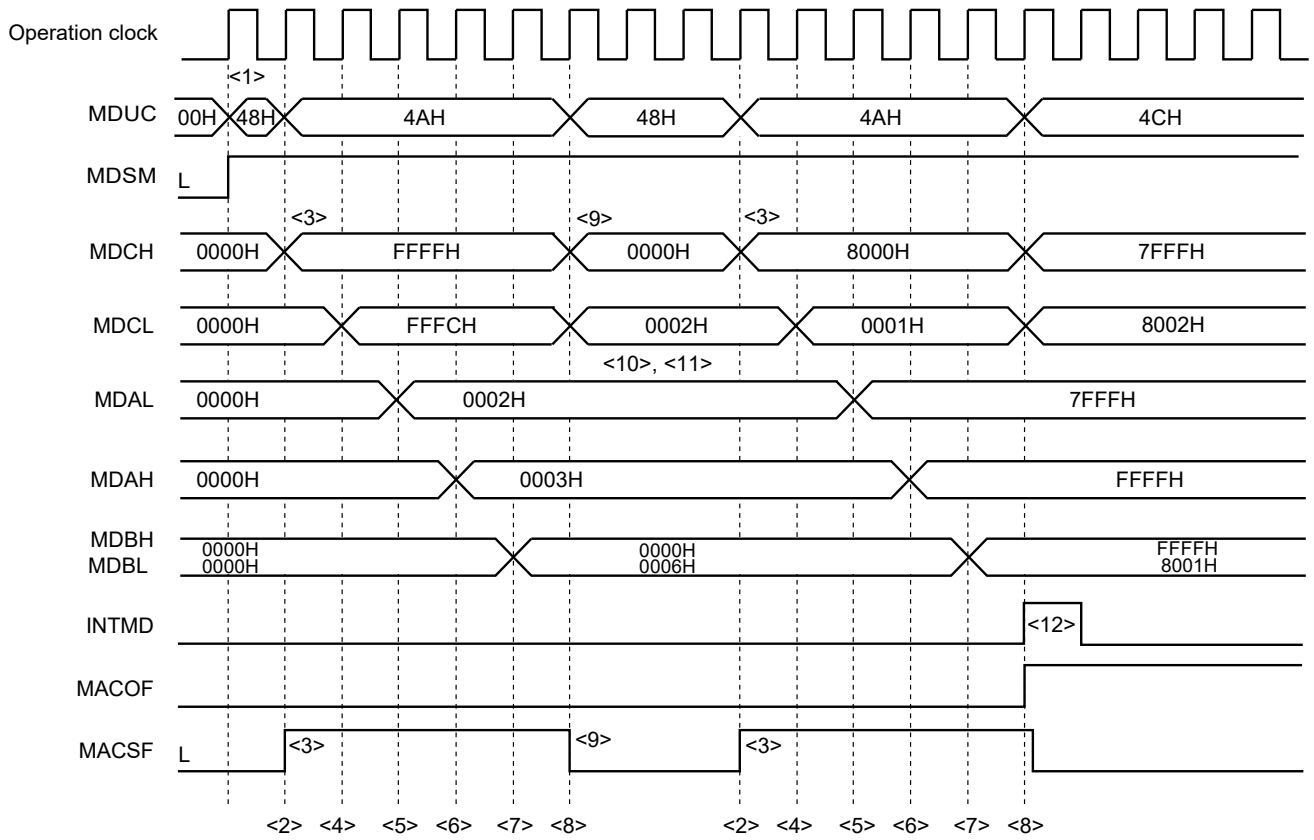 Operation clock
<1>
MDUC 00H 48H 4AH 48H 4AH 4CH
MDSM L
<3> <9> <3>
MDCH 0000H FFFFH 0000H 8000H 7FFFH
MDCL 0000H FFFCH 0002H 0001H 8002H
<10>, <11>
MDAL 0000H 0002H 7FFFH
MDAH 0000H 0003H FFFFH
MDBH 0000H 0000H FFFFH
MDBL 0000H 0006H 8001H
INTMD <12>
MACOF
MACSF L <3> <9> <3>
<2> <4> <5> <6> <7> <8> <2> <4> <5> <6> <7> <8>